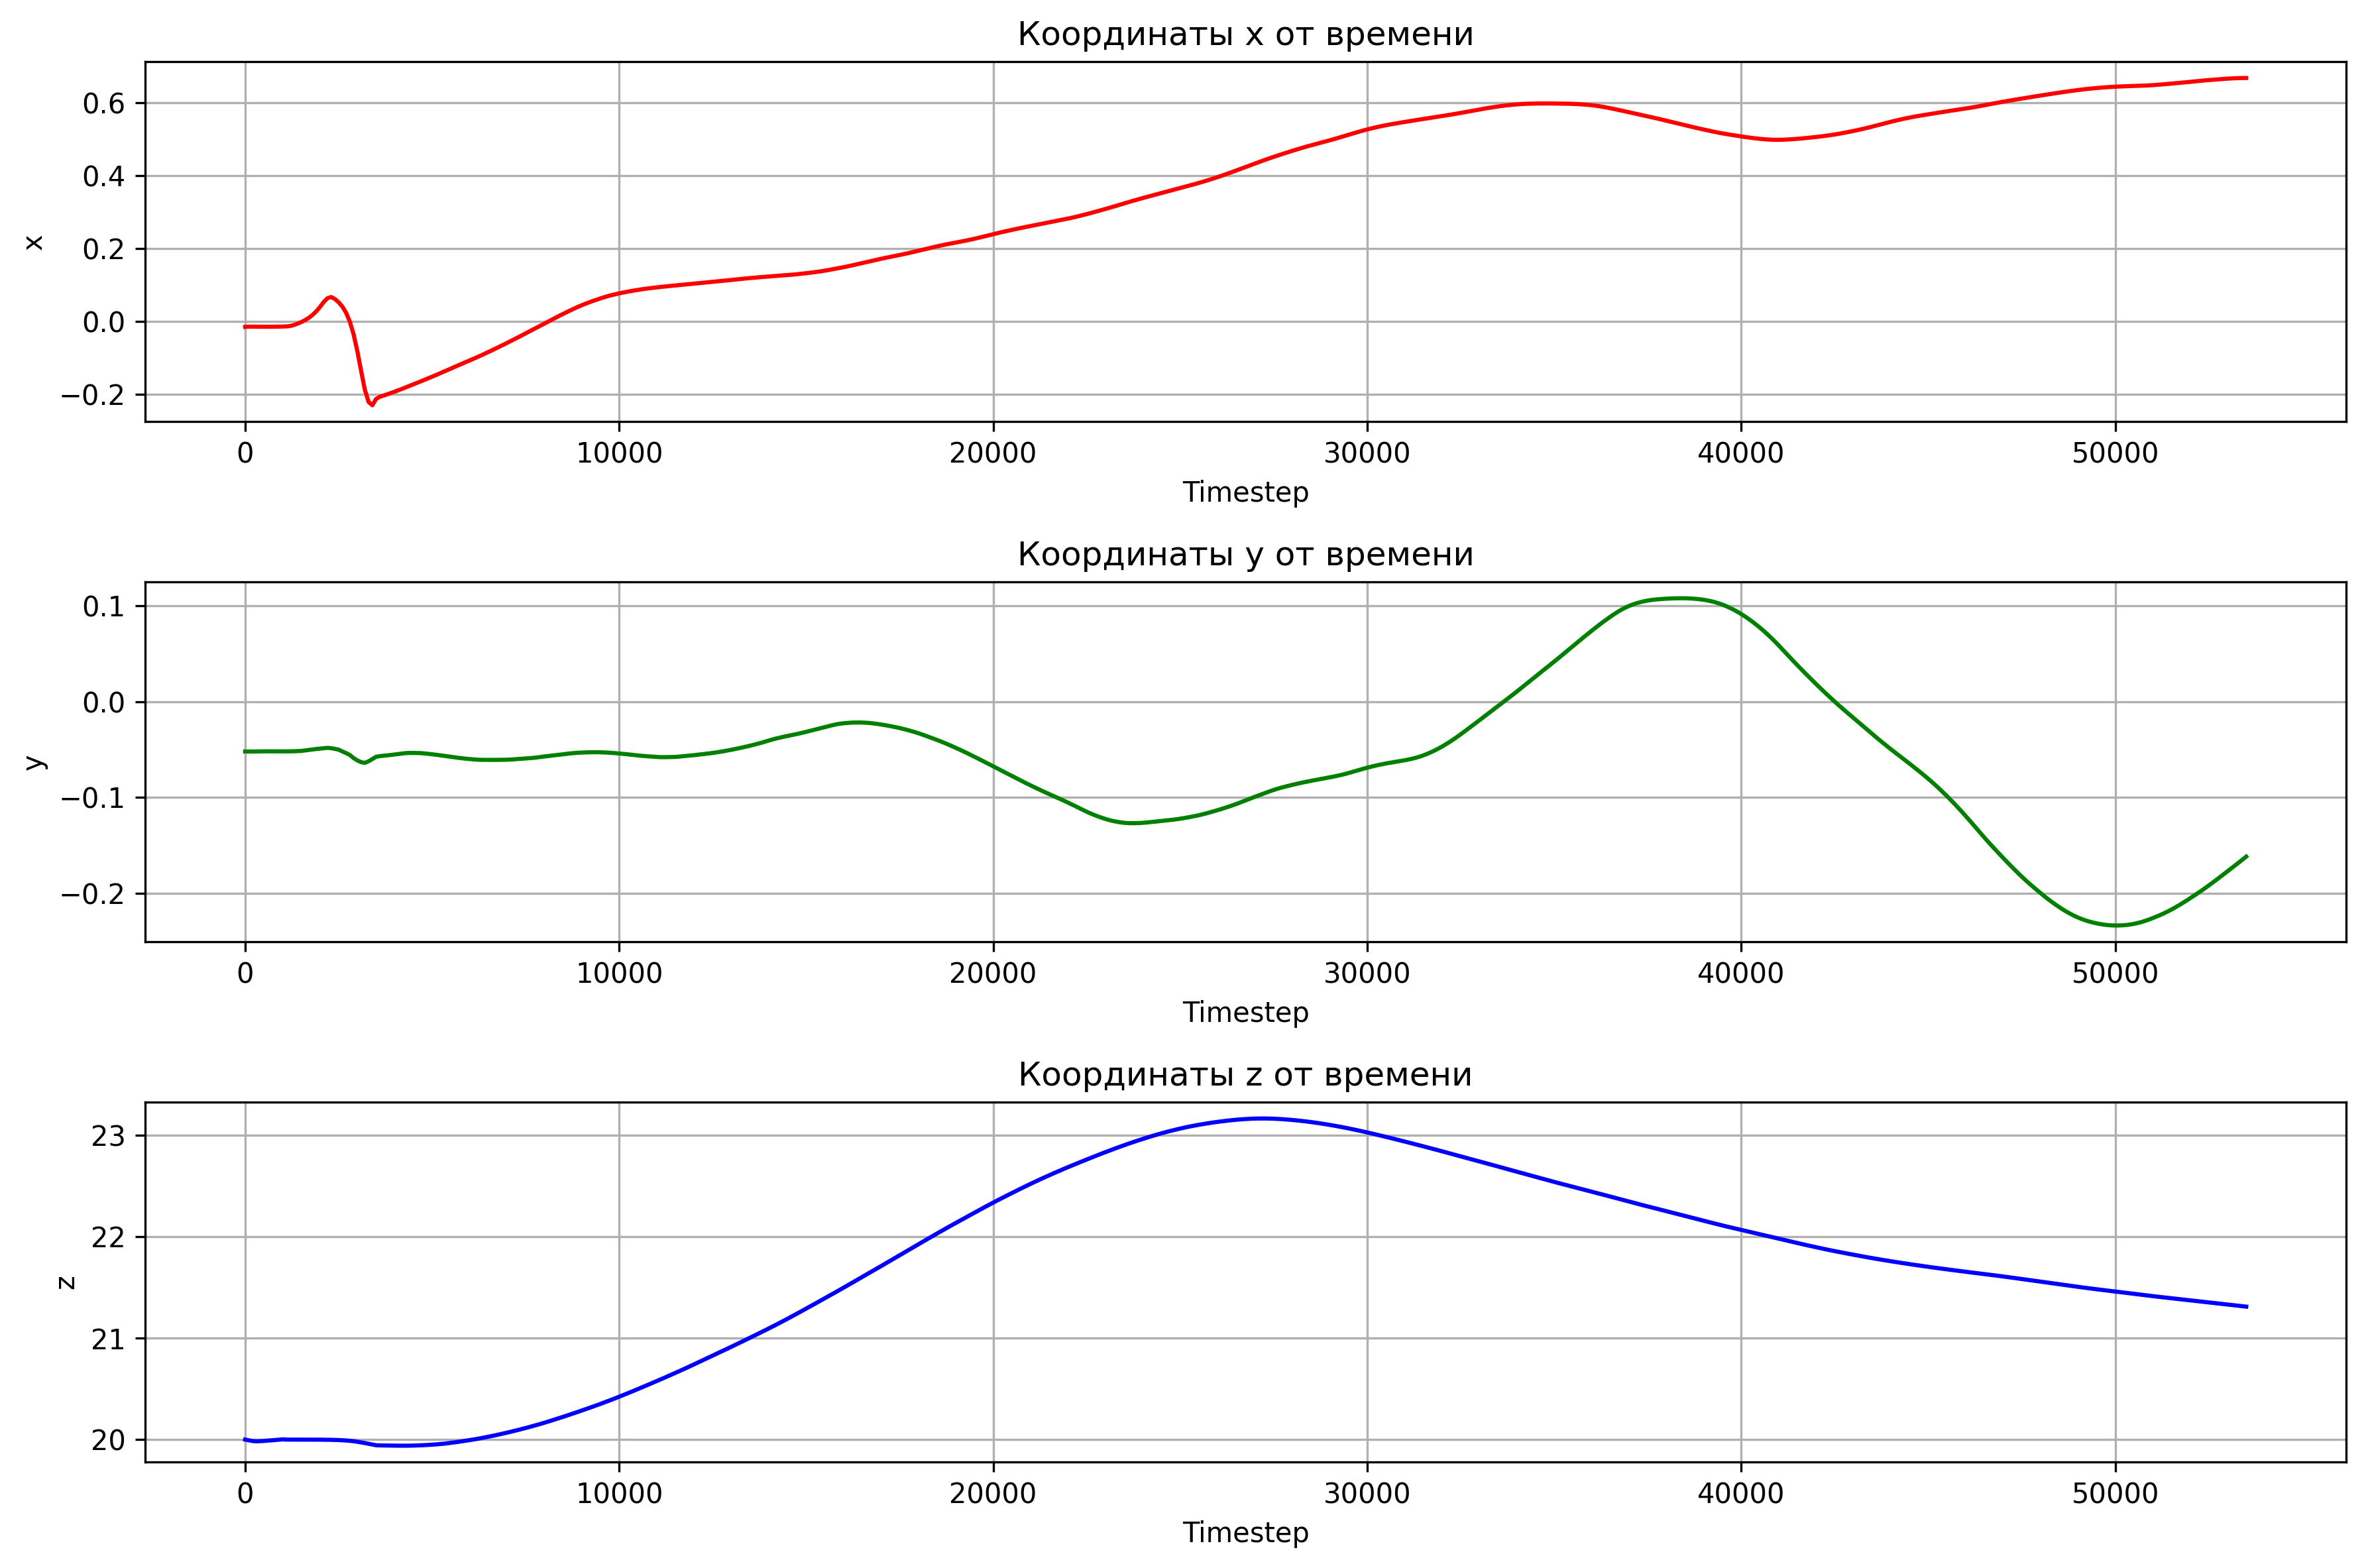 Координаты x от времени
0.6
0.4
0.2
0.0
−0.2
x
0 10000 20000 30000 40000 50000
Timestep
Координаты y от времени
0.1
0.0
−0.1
−0.2
y
0 10000 20000 30000 40000 50000
Timestep
Координаты z от времени
23
22
21
20
z
0 10000 20000 30000 40000 50000
Timestep